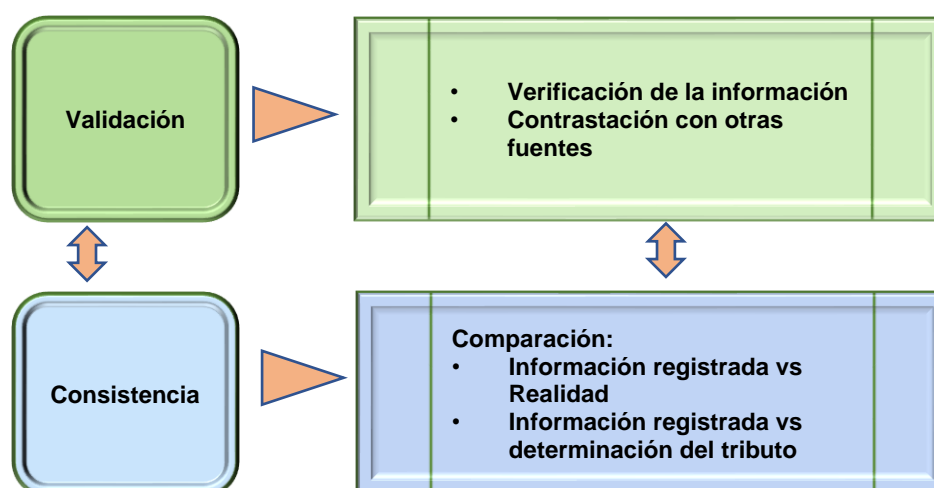 Validación
• Verificación de la información
• Contrastación con otras
fuentes
Consistencia
Comparación:
• Información registrada vs
Realidad
• Información registrada vs
determinación del tributo